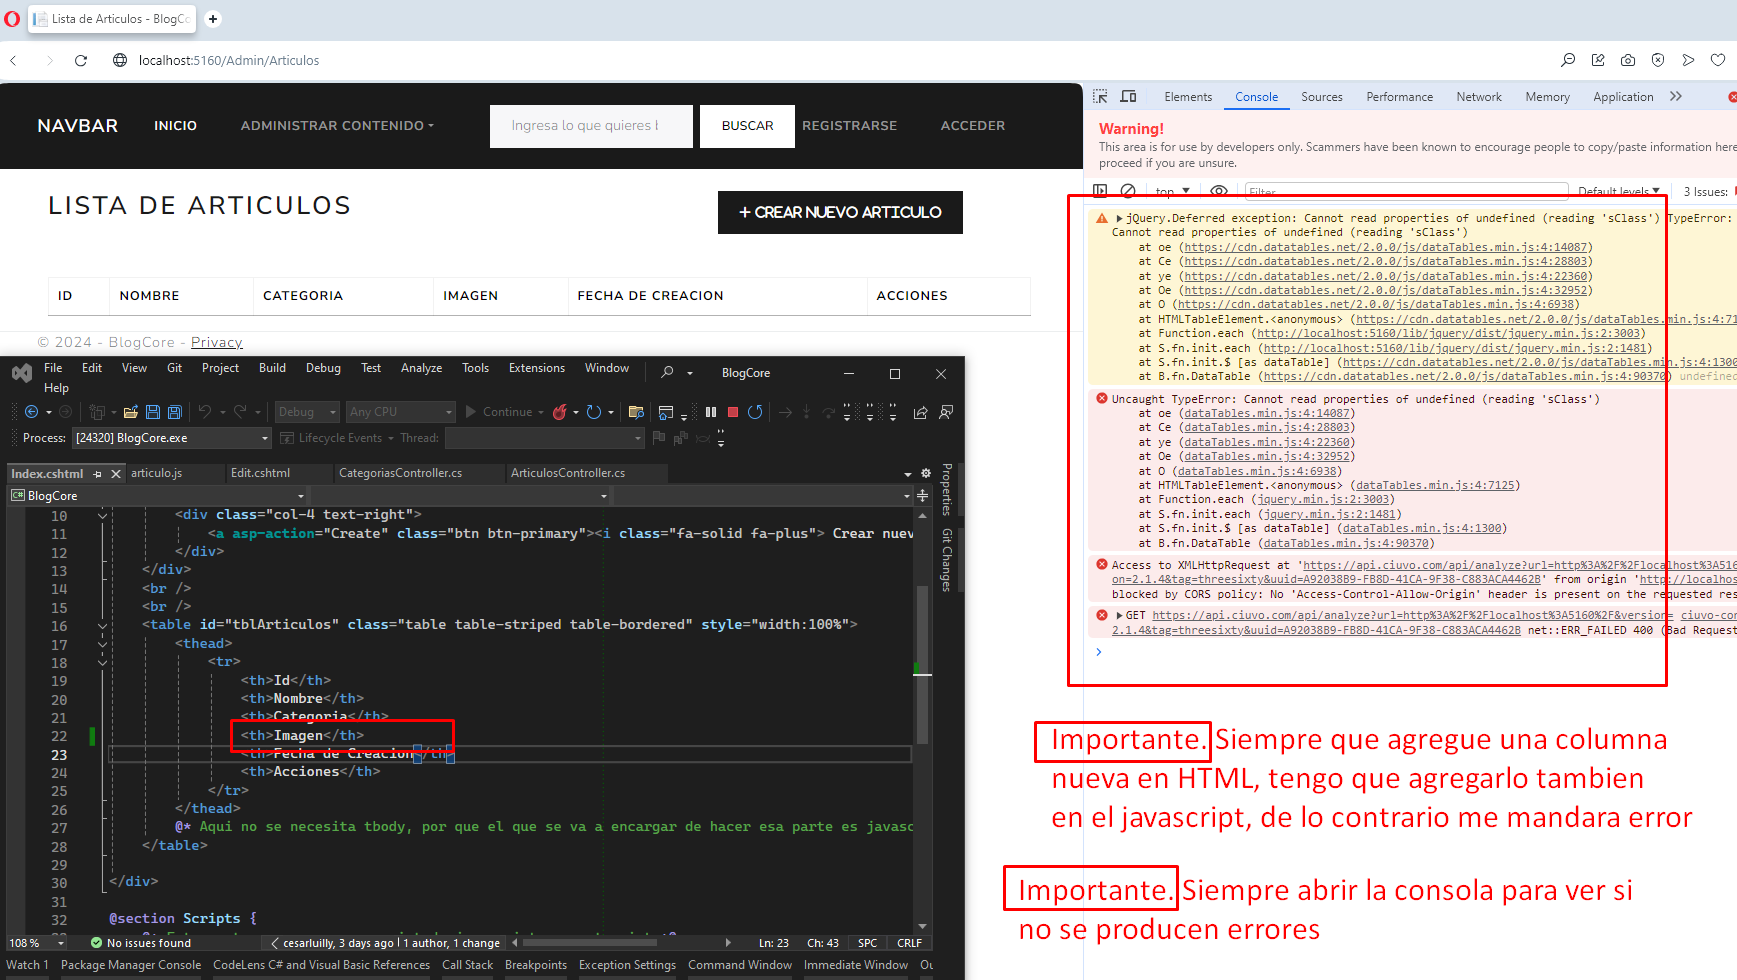 Lista de Articulos - BlogCo
localhost:5160/Admin/Articulos
NAVBAR INICIO ADMINISTRAR CONTENIDO Ingresa lo que quieres b BUSCAR REGISTRARSE ACCEDER
LISTA DE ARTICULOS
+ CREAR NUEVO ARTICULO
ID NOMBRE CATEGORIA IMAGEN FECHA DE CREACION ACCIONES
© 2024 - BlogCore - Privacy
Elements Console Sources Performance Network Memory Application
Warning!
This area is for use by developers only. Scammers have been known to encourage people to copy/paste information here
proceed if you are unsure.
top Filter Default levels 3 Issues:
jQuery.Deferred exception: Cannot read properties of undefined (reading 'sClass') TypeError:
Cannot read properties of undefined (reading 'sClass')
at oe (https://cdn.datatables.net/2.0.0/js/dataTables.min.js:4:14087)
at Ce (https://cdn.datatables.net/2.0.0/js/dataTables.min.js:4:28803)
at ye (https://cdn.datatables.net/2.0.0/js/dataTables.min.js:4:22360)
at Oe (https://cdn.datatables.net/2.0.0/js/dataTables.min.js:4:32952)
at O (https://cdn.datatables.net/2.0.0/js/dataTables.min.js:4:6938)
at HTMLTableElement.<anonymous> (https://cdn.datatables.net/2.0.0/js/dataTables.min.js:4:71
at Function.each (http://localhost:5160/lib/jquery/dist/jquery.min.js:2:3003)
at S.fn.init.each (http://localhost:5160/lib/jquery/dist/jquery.min.js:2:1481)
at S.fn.init.$ [as dataTable] (https://cdn.datatables.net/2.0.0/js/dataTables.min.js:4:1300
at B.fn.DataTable (https://cdn.datatables.net/2.0.0/js/dataTables.min.js:4:90370) undefined
Uncaught TypeError: Cannot read properties of undefined (reading 'sClass')
at oe (dataTables.min.js:4:14087)
at Ce (dataTables.min.js:4:28803)
at ye (dataTables.min.js:4:22360)
at Oe (dataTables.min.js:4:32952)
at O (dataTables.min.js:4:6938)
at HTMLTableElement.<anonymous> (dataTables.min.js:4:7125)
at Function.each (jquery.min.js:2:3003)
at S.fn.init.each (jquery.min.js:2:1481)
at S.fn.init.$ [as dataTable] (dataTables.min.js:4:1300)
at B.fn.DataTable (dataTables.min.js:4:90370)
Access to XMLHttpRequest at 'https://api.ciuvo.com/api/analyze?url=http%3A%2F%2Flocalhost%3A516
on=2.1.4&tag=threesixty&uuid=A92038B9-FB8D-41CA-9F38-C883ACA4462B' from origin 'http://localhos
blocked by CORS policy: No 'Access-Control-Allow-Origin' header is present on the requested res
GET https://api.ciuvo.com/api/analyze?url=http%3A%2F%2Flocalhost%3A5160%2F&version= ciuvo-con
2.1.4&tag=threesixty&uuid=A92038B9-FB8D-41CA-9F38-C883ACA4462B net::ERR_FAILED 400 (Bad Request
File Edit View Git Project Build Debug Test Analyze Tools Extensions Window BlogCore
Help
Debug Any CPU Continue
Process: [24320] BlogCore.exe Lifecycle Events Thread:
Index.cshtml articulo.js Edit.cshtml CategoriasController.cs ArticulosController.cs
Properties
Git Changes
BlogCore
10 <div class="col-4 text-right">
11 <a asp-action="Create" class="btn btn-primary"><i class="fa-solid fa-plus"> Crear nuev
12 </div>
13 </div>
14 <br />
15 <br />
16 <table id="tblArticulos" class="table table-striped table-bordered" style="width:100%">
17 <thead>
18 <tr>
19 <th>Id</th>
20 <th>Nombre</th>
21 <th>Categoria</th>
22 <th>Imagen</th>
23 <th>Fecha de Creacion</th>
24 <th>Acciones</th>
25 </tr>
26 </thead>
27 @* Aqui no se necesita tbody, por que el que se va a encargar de hacer esa parte es javasc
28 </table>
29
30 </div>
31
32 @section Scripts {
108 % No issues found cesarluilly, 3 days ago | 1 author, 1 change Ln: 23 Ch: 43 SPC CRLF
Watch 1 Package Manager Console CodeLens C# and Visual Basic References Call Stack Breakpoints Exception Settings Command Window Immediate Window Ou
Importante. Siempre que agregue una columna
nueva en HTML, tengo que agregarlo tambien
en el javascript, de lo contrario me mandara error
Importante. Siempre abrir la consola para ver si
no se producen errores